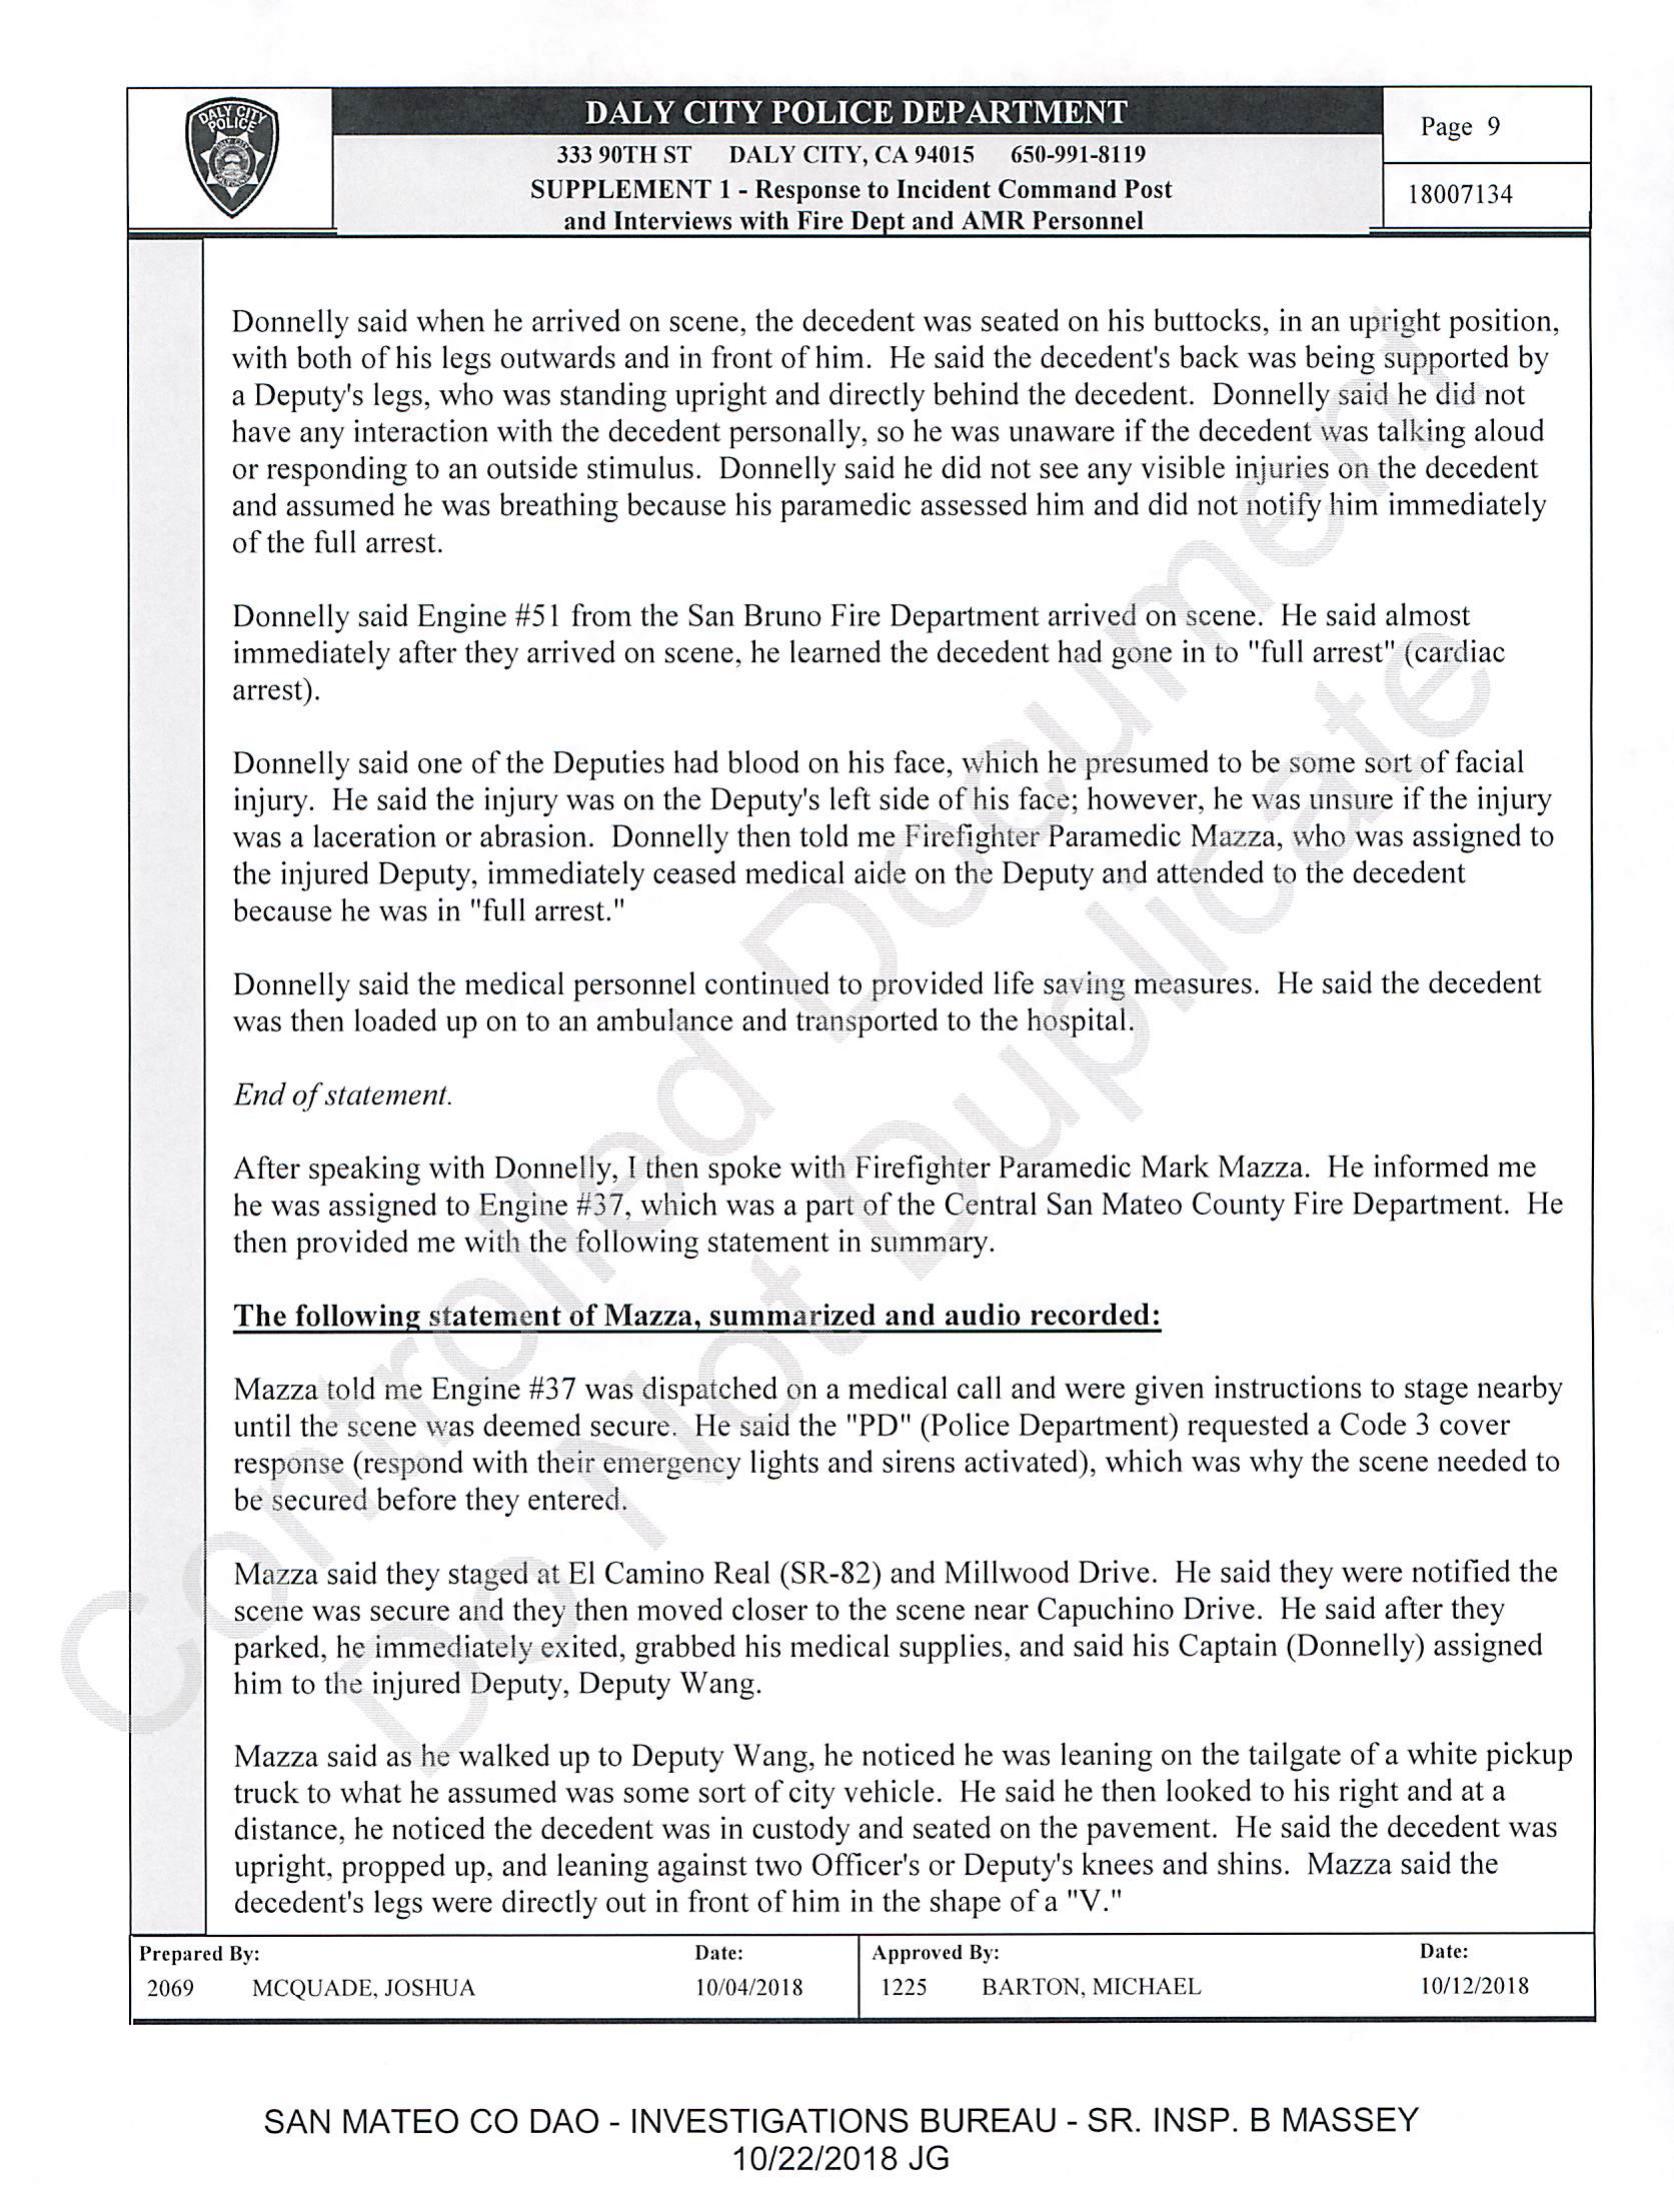 DALY CITY
POLICE
DALY CITY POLICE DEPARTMENT
Page 9
333 90TH ST DALY CITY, CA 94015 650-991-8119
SUPPLEMENT 1 - Response to Incident Command Post
and Interviews with Fire Dept and AMR Personnel
18007134
Donnelly said when he arrived on scene, the decedent was seated on his buttocks, in an upright position,
with both of his legs outwards and in front of him. He said the decedent's back was being supported by
a Deputy's legs, who was standing upright and directly behind the decedent. Donnelly said he did not
have any interaction with the decedent personally, so he was unaware if the decedent was talking aloud
or responding to an outside stimulus. Donnelly said he did not see any visible injuries on the decedent
and assumed he was breathing because his paramedic assessed him and did not notify him immediately
of the full arrest.
Donnelly said Engine #51 from the San Bruno Fire Department arrived on scene. He said almost
immediately after they arrived on scene, he learned the decedent had gone in to "full arrest" (cardiac
arrest).
Donnelly said one of the Deputies had blood on his face, which he presumed to be some sort of facial
injury. He said the injury was on the Deputy's left side of his face; however, he was unsure if the injury
was a laceration or abrasion. Donnelly then told me Firefighter Paramedic Mazza, who was assigned to
the injured Deputy, immediately ceased medical aide on the Deputy and attended to the decedent
because he was in "full arrest."
Donnelly said the medical personnel continued to provided life saving measures. He said the decedent
was then loaded up on to an ambulance and transported to the hospital.
End of statement.
After speaking with Donnelly, I then spoke with Firefighter Paramedic Mark Mazza. He informed me
he was assigned to Engine #37, which was a part of the Central San Mateo County Fire Department. He
then provided me with the following statement in summary.
The following statement of Mazza, summarized and audio recorded:
Mazza told me Engine #37 was dispatched on a medical call and were given instructions to stage nearby
until the scene was deemed secure. He said the "PD" (Police Department) requested a Code 3 cover
response (respond with their emergency lights and sirens activated), which was why the scene needed to
be secured before they entered.
Mazza said they staged at El Camino Real (SR-82) and Millwood Drive. He said they were notified the
scene was secure and they then moved closer to the scene near Capuchino Drive. He said after they
parked, he immediately exited, grabbed his medical supplies, and said his Captain (Donnelly) assigned
him to the injured Deputy, Deputy Wang.
Mazza said as he walked up to Deputy Wang, he noticed he was leaning on the tailgate of a white pickup
truck to what he assumed was some sort of city vehicle. He said he then looked to his right and at a
distance, he noticed the decedent was in custody and seated on the pavement. He said the decedent was
upright, propped up, and leaning against two Officer's or Deputy's knees and shins. Mazza said the
decedent's legs were directly out in front of him in the shape of a "V."
Controlled Document
Do Not Duplicate
Prepared By: Date: Approved By: Date:
2069 MCQUADE, JOSHUA 10/04/2018 1225 BARTON, MICHAEL 10/12/2018
SAN MATEO CO DAO - INVESTIGATIONS BUREAU - SR. INSP. B MASSEY
10/22/2018 JG